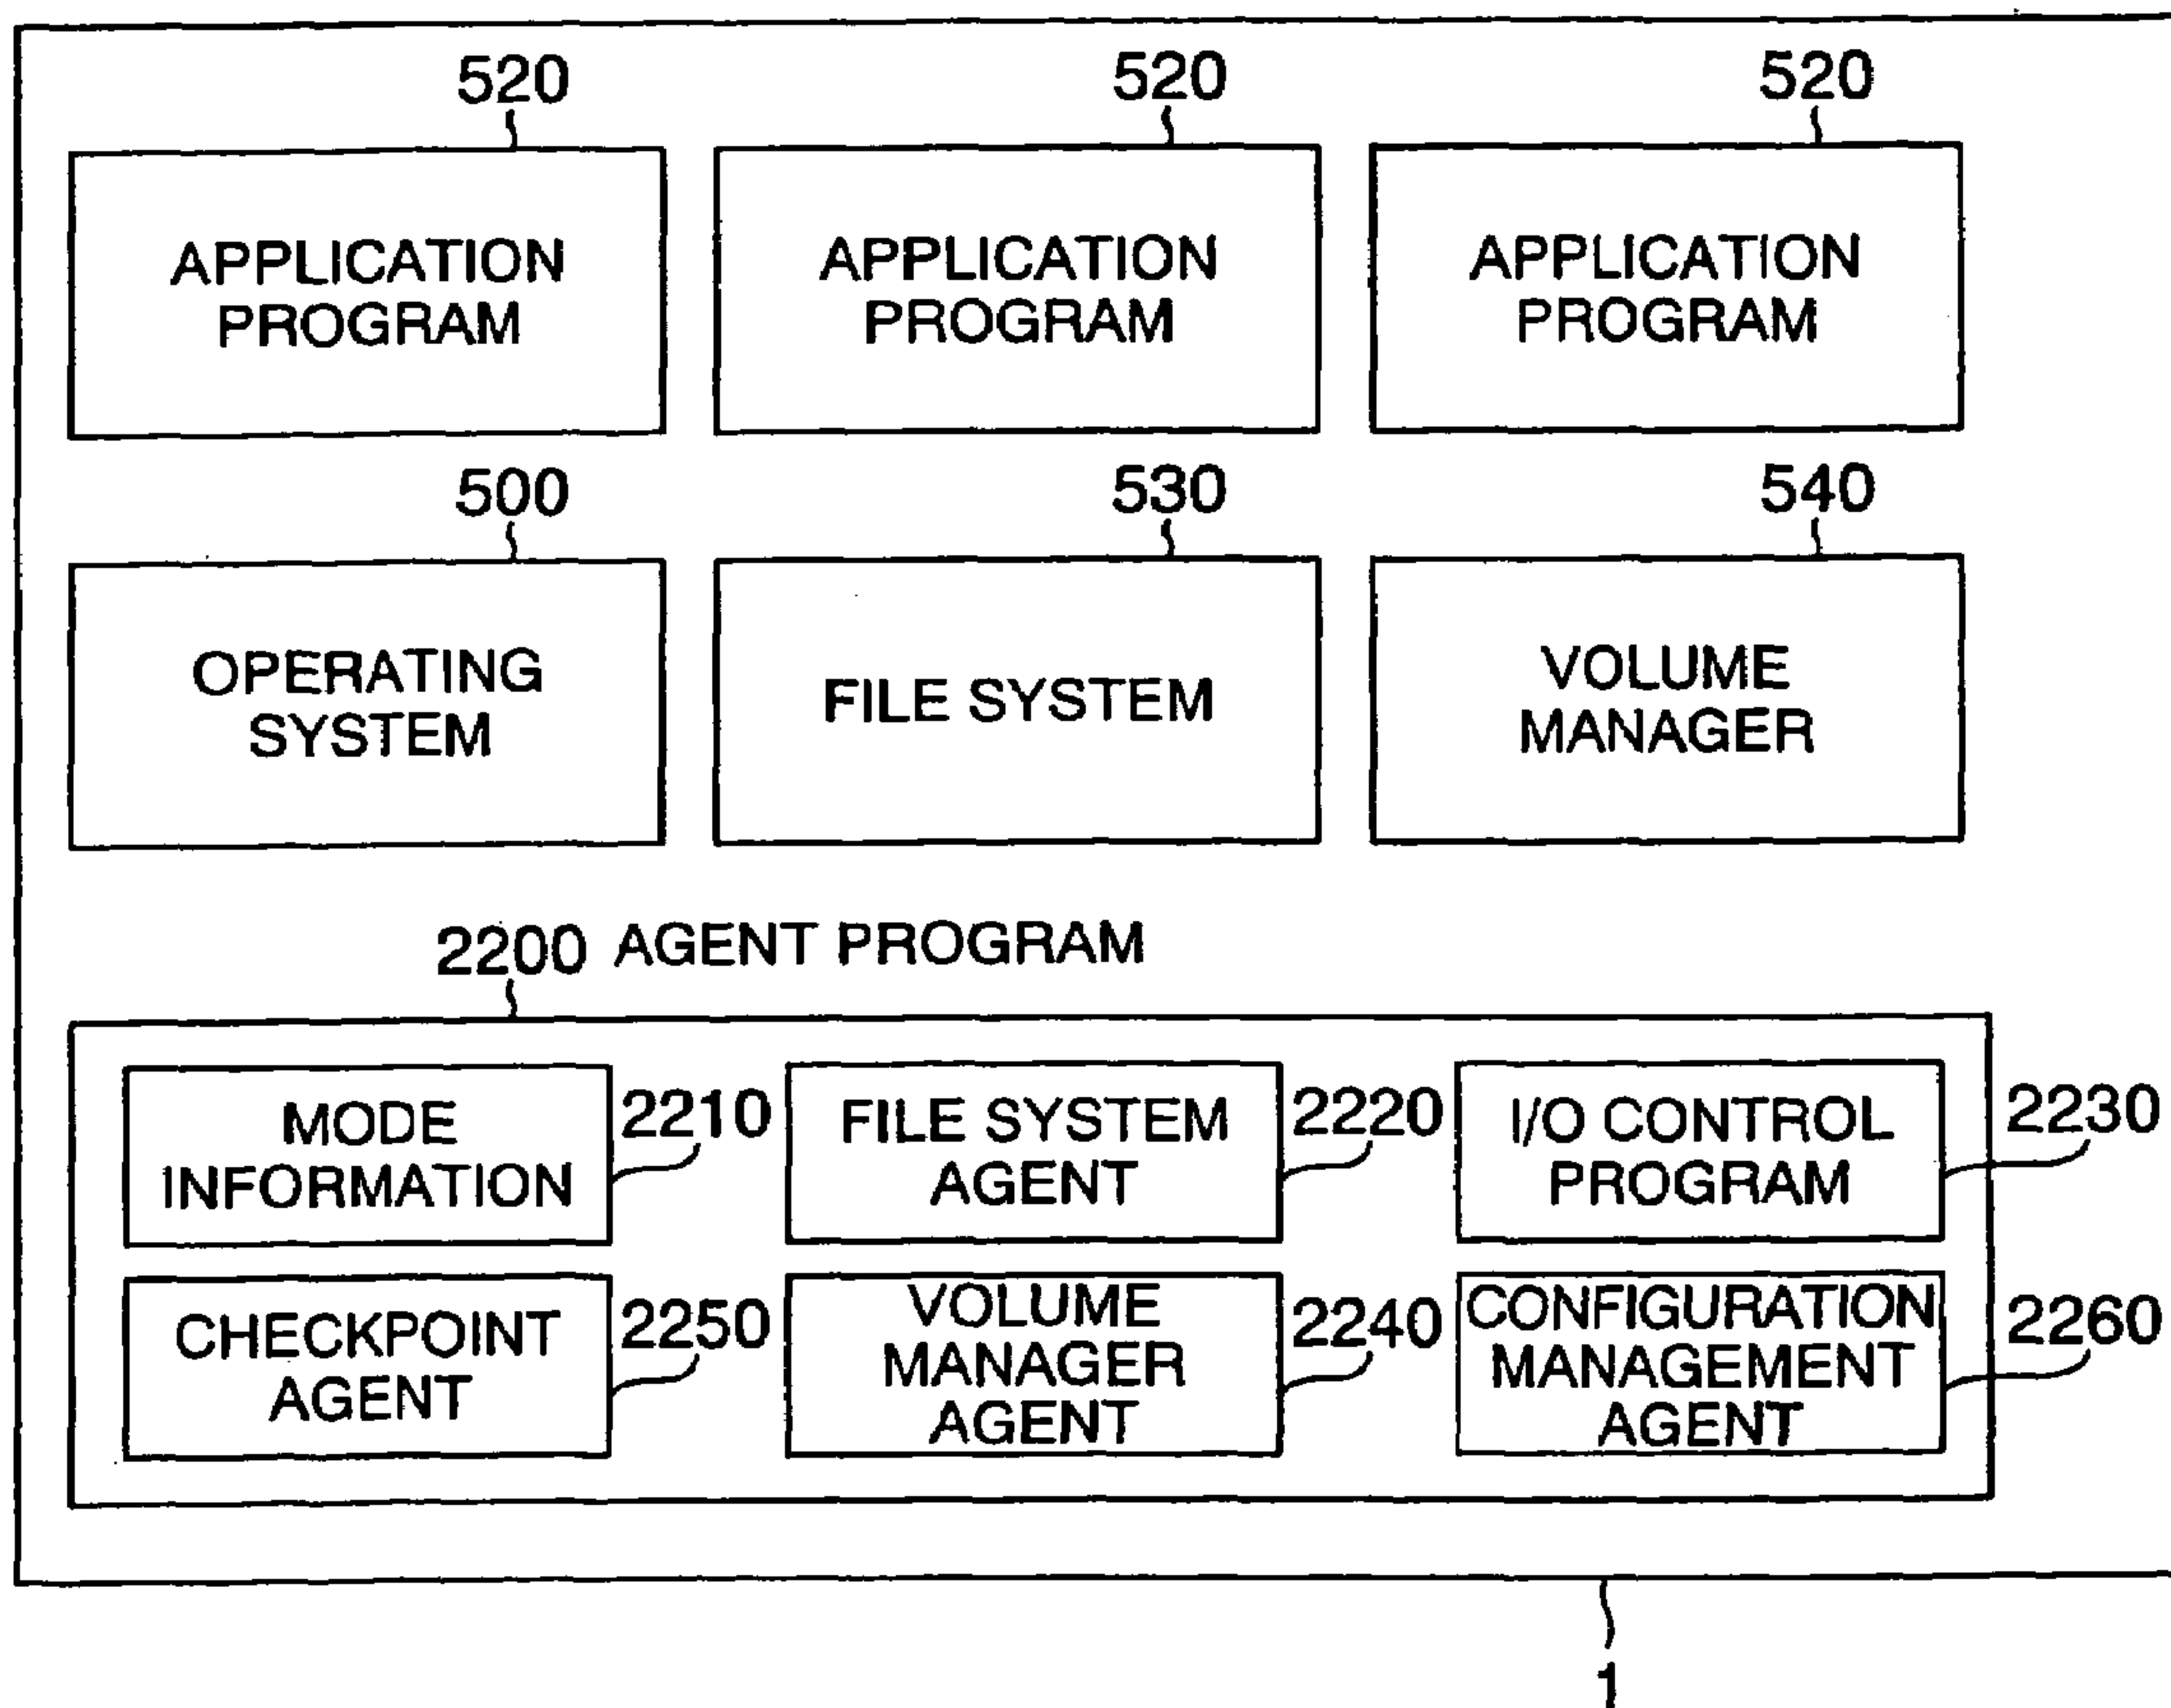 520 520 520
APPLICATION PROGRAM
APPLICATION PROGRAM
APPLICATION PROGRAM
500 530 540
OPERATING SYSTEM
FILE SYSTEM
VOLUME MANAGER
2200 AGENT PROGRAM
MODE INFORMATION
2210
FILE SYSTEM AGENT
2220
I/O CONTROL PROGRAM
2230
CHECKPOINT AGENT
2250
VOLUME MANAGER AGENT
2240
CONFIGURATION MANAGEMENT AGENT
2260
1